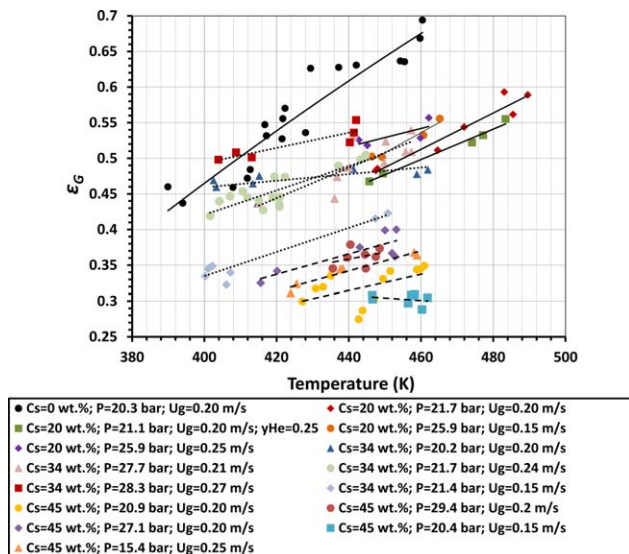 0.7
0.65
0.6
0.55
0.5
0.45
0.4
0.35
0.3
0.25
εG
380 400 420 440 460 480 500
Temperature (K)
Cs=0 wt.%; P=20.3 bar; Ug=0.20 m/s
Cs=20 wt.%; P=21.7 bar; Ug=0.20 m/s
Cs=20 wt.%; P=21.1 bar; Ug=0.20 m/s; yHe=0.25
Cs=20 wt.%; P=25.9 bar; Ug=0.15 m/s
Cs=20 wt.%; P=25.9 bar; Ug=0.25 m/s
Cs=34 wt.%; P=20.2 bar; Ug=0.20 m/s
Cs=34 wt.%; P=27.7 bar; Ug=0.21 m/s
Cs=34 wt.%; P=21.7 bar; Ug=0.24 m/s
Cs=34 wt.%; P=28.3 bar; Ug=0.27 m/s
Cs=34 wt.%; P=21.4 bar; Ug=0.15 m/s
Cs=45 wt.%; P=20.9 bar; Ug=0.20 m/s
Cs=45 wt.%; P=29.4 bar; Ug=0.2 m/s
Cs=45 wt.%; P=27.1 bar; Ug=0.20 m/s
Cs=45 wt.%; P=20.4 bar; Ug=0.15 m/s
Cs=45 wt.%; P=15.4 bar; Ug=0.25 m/s